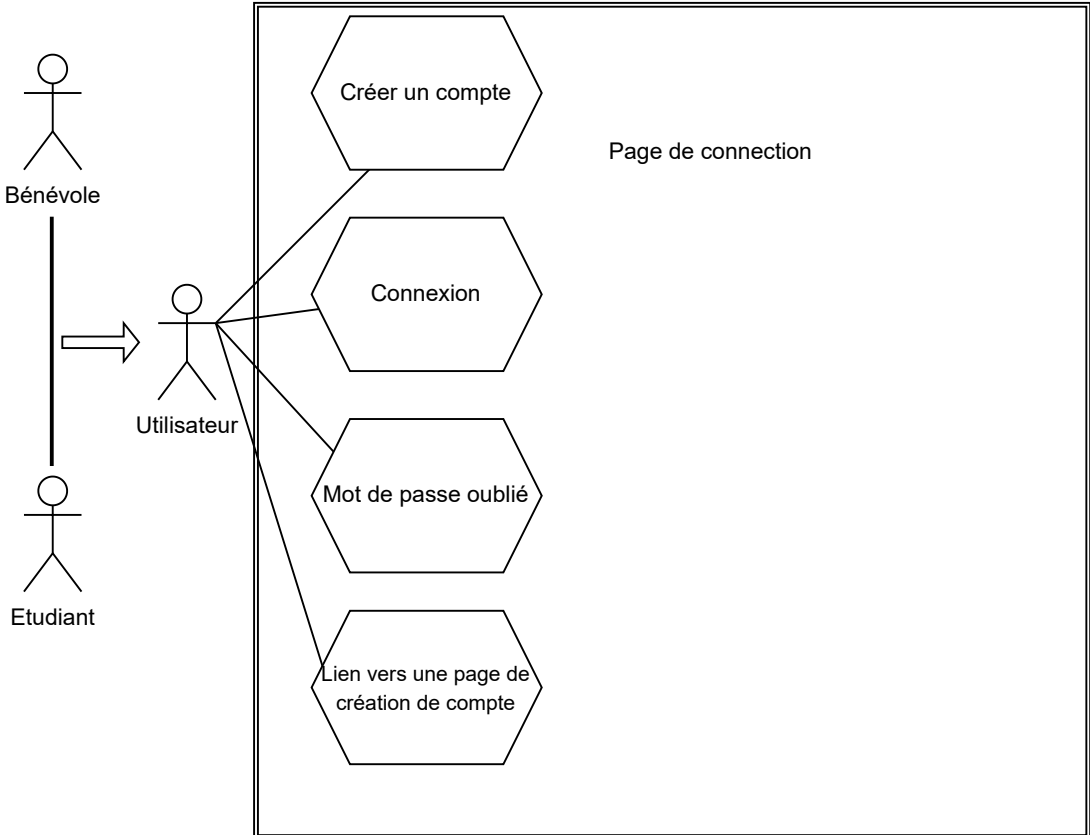 Créer un compte
Page de connection
Bénévole
Connexion
Utilisateur
Mot de passe oublié
Etudiant
Lien vers une page de
création de compte